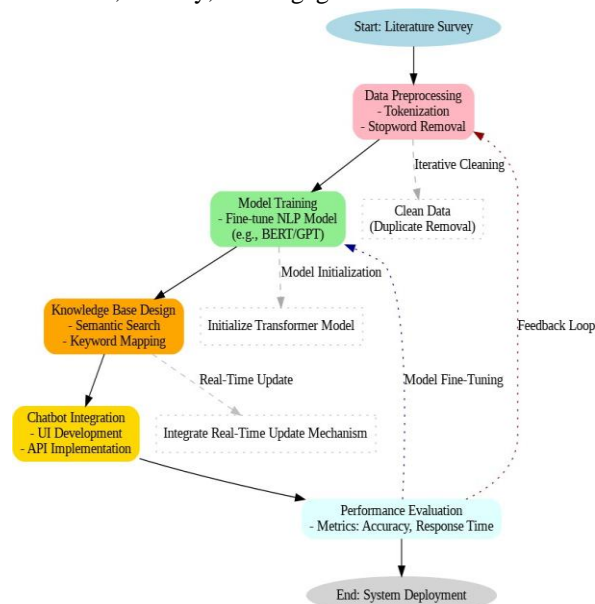 Start: Literature Survey
Data Preprocessing
- Tokenization
- Stopword Removal
Iterative Cleaning
Model Training
- Fine-tune NLP Model
(e.g., BERT/GPT)
Clean Data
(Duplicate Removal)
Model Initialization
Knowledge Base Design
- Semantic Search
- Keyword Mapping
Initialize Transformer Model
Feedback Loop
Real-Time Update
Model Fine-Tuning
Chatbot Integration
- UI Development
- API Implementation
Integrate Real-Time Update Mechanism
Performance Evaluation
- Metrics: Accuracy, Response Time
End: System Deployment